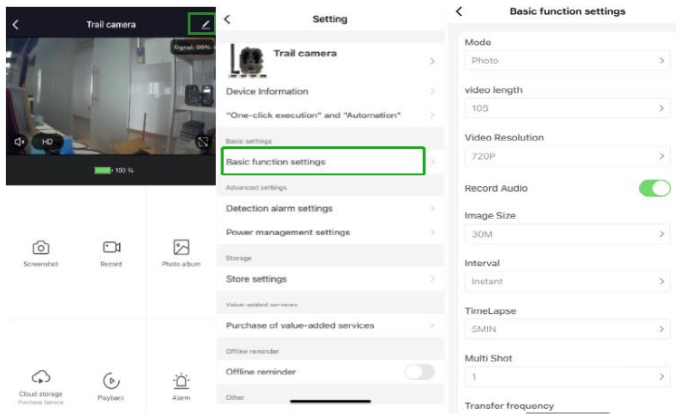 Trail camera
Signal: 99%
HD
100 %
Screenshot
Record
Photo album
Cloud storage
Purchase Service
Playback
Alarm
Setting
Trail camera
Device Information
"One-click execution" and "Automation"
Basic settings
Basic function settings
Advanced settings
Detection alarm settings
Power management settings
Storage
Store settings
Value-added services
Purchase of value-added services
Offline reminder
Offline reminder
Other
Basic function settings
Mode
Photo
video length
10S
Video Resolution
720P
Record Audio
Image Size
30M
Interval
Instant
TimeLapse
5MIN
Multi Shot
1
Transfer frequency